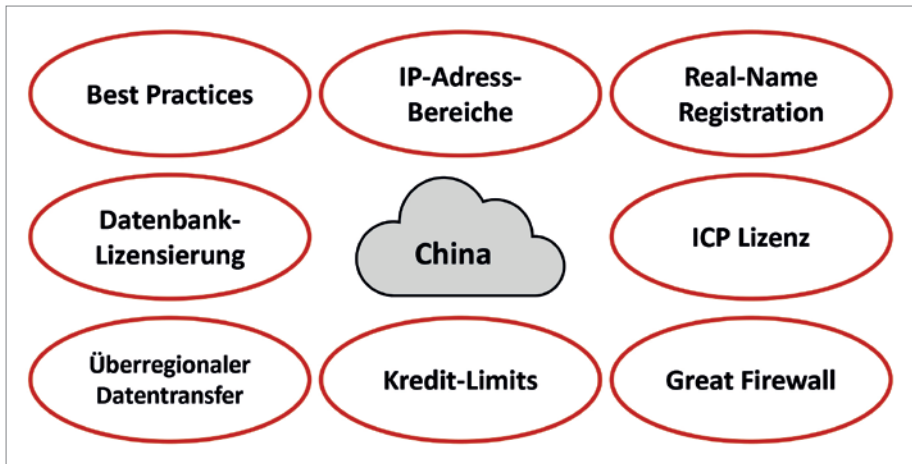 Best Practices
IP-Adress-
Bereiche
Real-Name
Registration
Datenbank-
Lizensierung
China
ICP Lizenz
Überregionaler
Datentransfer
Kredit-Limits
Great Firewall